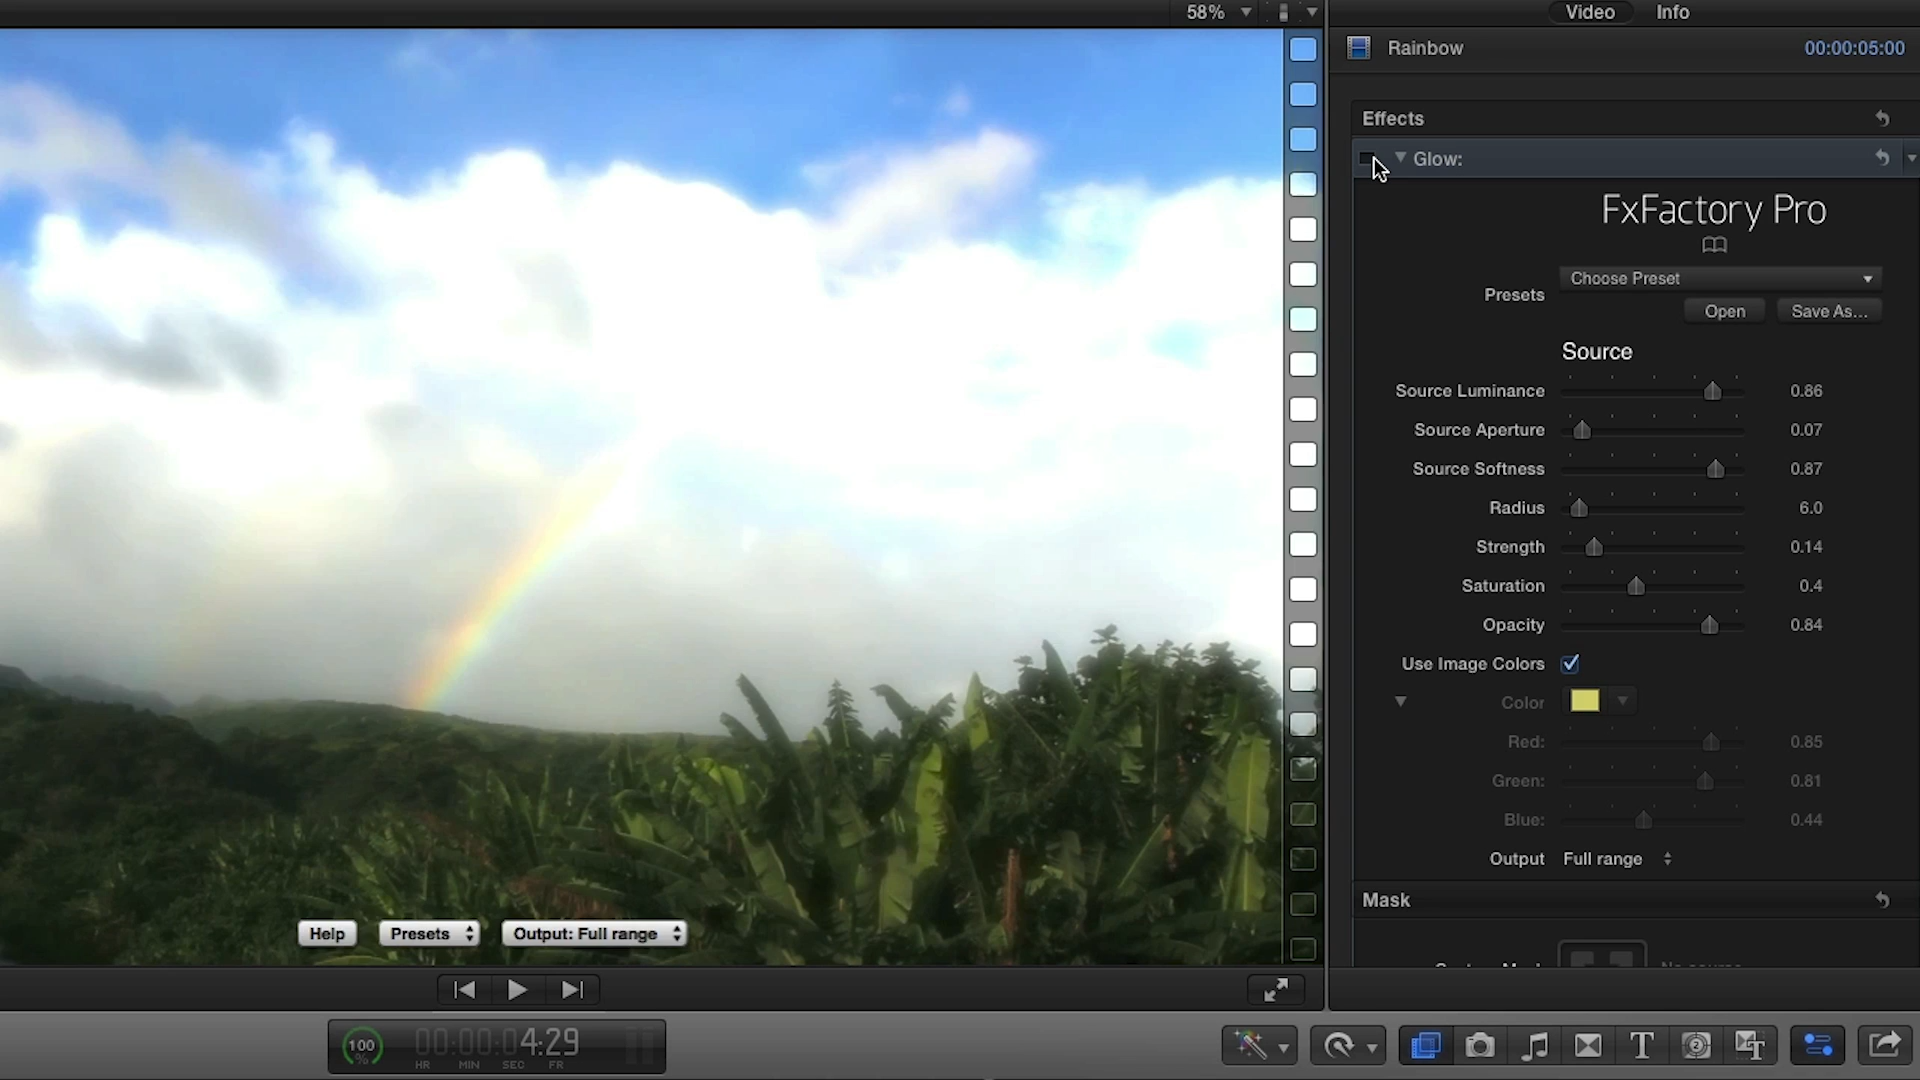 58%
Video Info
Rainbow 00:00:05:00
Effects
Glow:
FxFactory Pro
Presets Choose Preset
Open Save As...
Source
Source Luminance 0.86
Source Aperture 0.07
Source Softness 0.87
Radius 6.0
Strength 0.14
Saturation 0.4
Opacity 0.84
Use Image Colors
Color
Red: 0.85
Green: 0.81
Blue: 0.44
Output Full range
Mask
Help Presets Output: Full range
100 % 00:00:04:29
HR MIN SEC FR